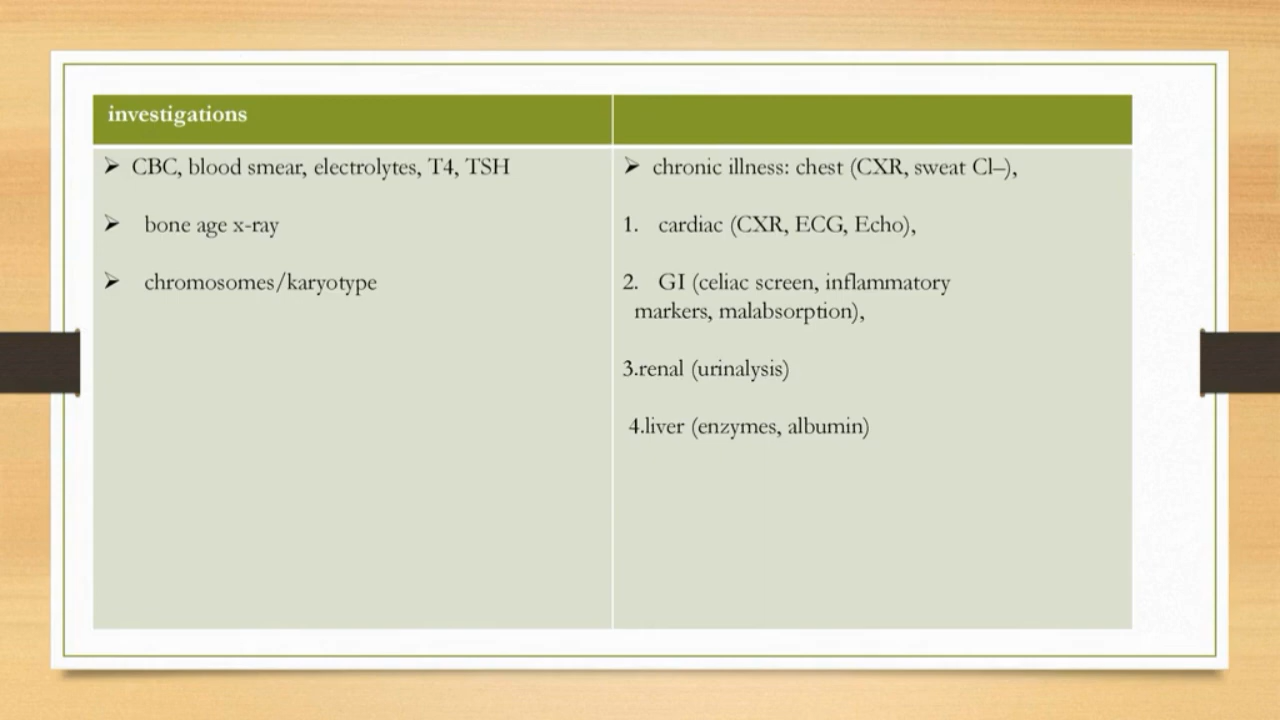 investigations
➢ CBC, blood smear, electrolytes, T4, TSH
➢ bone age x-ray
➢ chromosomes/karyotype
➢ chronic illness: chest (CXR, sweat Cl–),
1. cardiac (CXR, ECG, Echo),
2. GI (celiac screen, inflammatory
markers, malabsorption),
3.renal (urinalysis)
4.liver (enzymes, albumin)